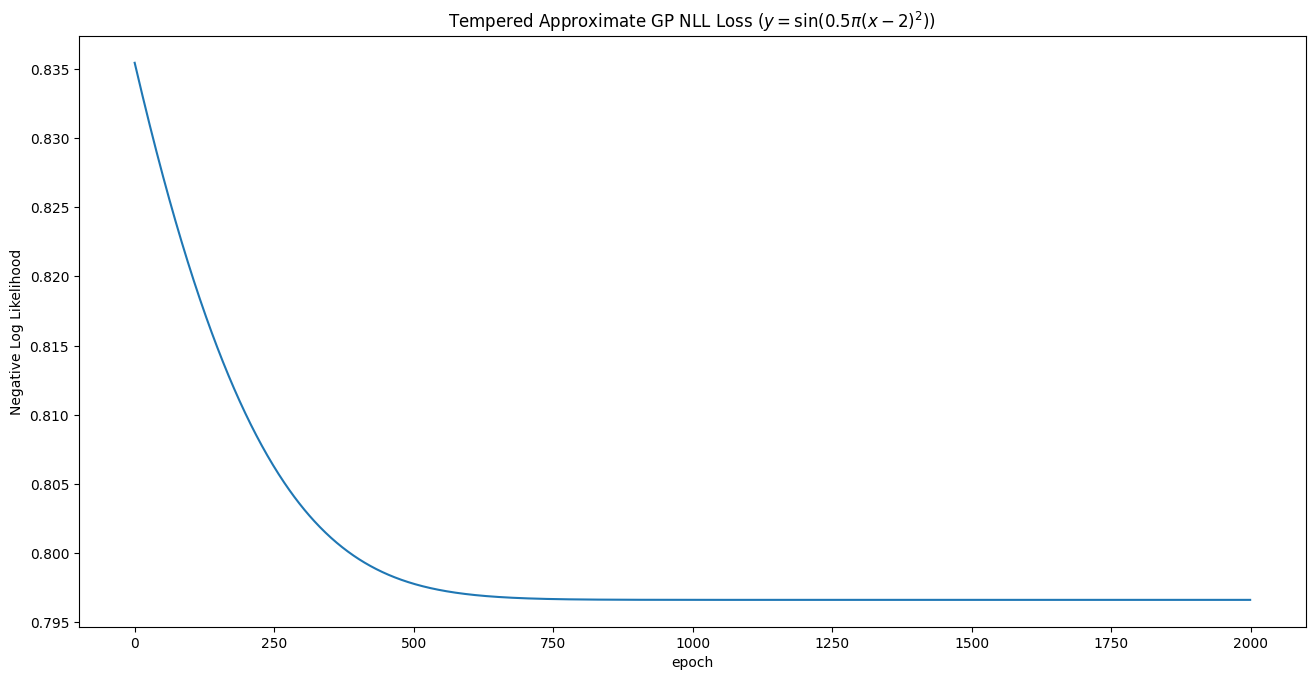 Tempered Approximate GP NLL Loss (y = sin(0.5π(x − 2)²))
0.835
0.830
0.825
0.820
0.815
0.810
0.805
0.800
0.795
Negative Log Likelihood
0 250 500 750 1000 1250 1500 1750 2000
epoch